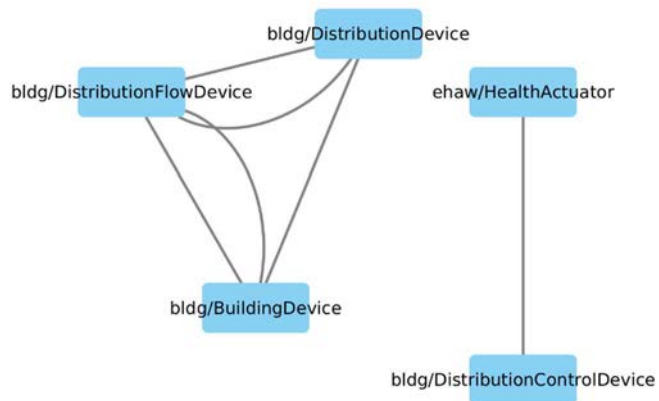 bldg/DistributionDevice
bldg/DistributionFlowDevice
ehaw/HealthActuator
bldg/BuildingDevice
bldg/DistributionControlDevice